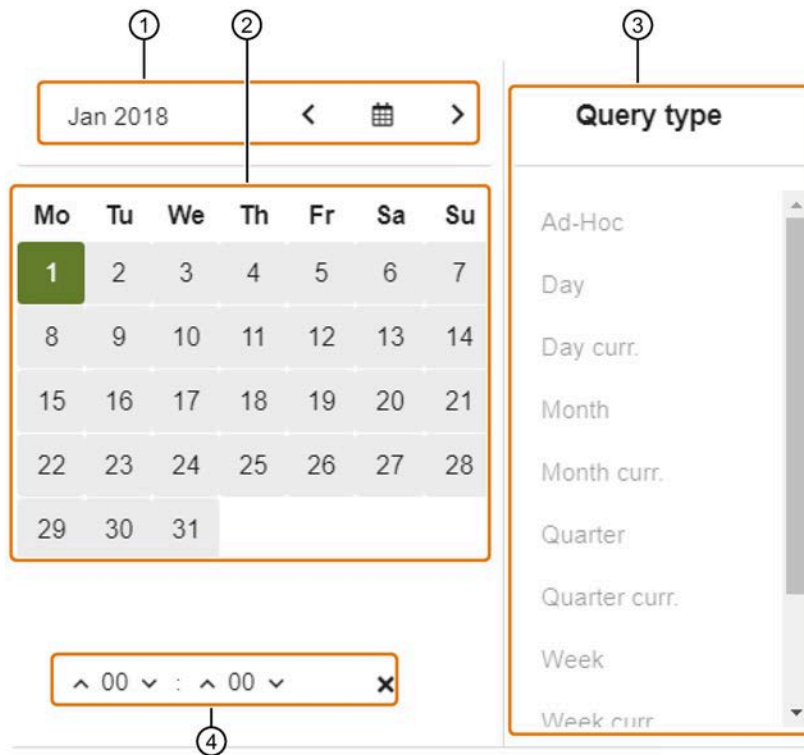 1 2 3
Jan 2018
Query type
Mo Tu We Th Fr Sa Su
1 2 3 4 5 6 7
8 9 10 11 12 13 14
15 16 17 18 19 20 21
22 23 24 25 26 27 28
29 30 31
Ad-Hoc
Day
Day curr.
Month
Month curr.
Quarter
Quarter curr.
Week
Week curr
00 : 00
4